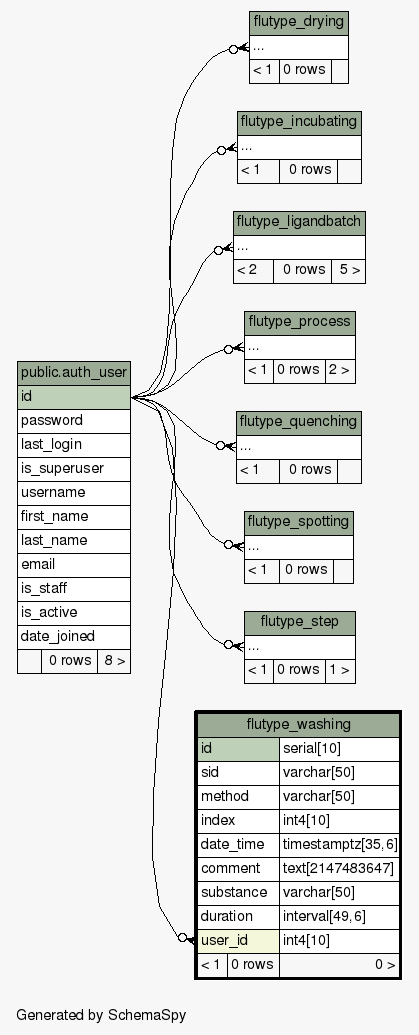 flutype_drying
...
< 1 0 rows
flutype_incubating
...
< 1 0 rows
flutype_ligandbatch
...
< 2 0 rows 5 >
flutype_process
...
< 1 0 rows 2 >
public.auth_user
id
password
last_login
is_superuser
username
first_name
last_name
email
is_staff
is_active
date_joined
0 rows 8 >
flutype_quenching
...
< 1 0 rows
flutype_spotting
...
< 1 0 rows
flutype_step
...
< 1 0 rows 1 >
flutype_washing
id serial[10]
sid varchar[50]
method varchar[50]
index int4[10]
date_time timestamptz[35,6]
comment text[2147483647]
substance varchar[50]
duration interval[49,6]
user_id int4[10]
< 1 0 rows 0 >
Generated by SchemaSpy